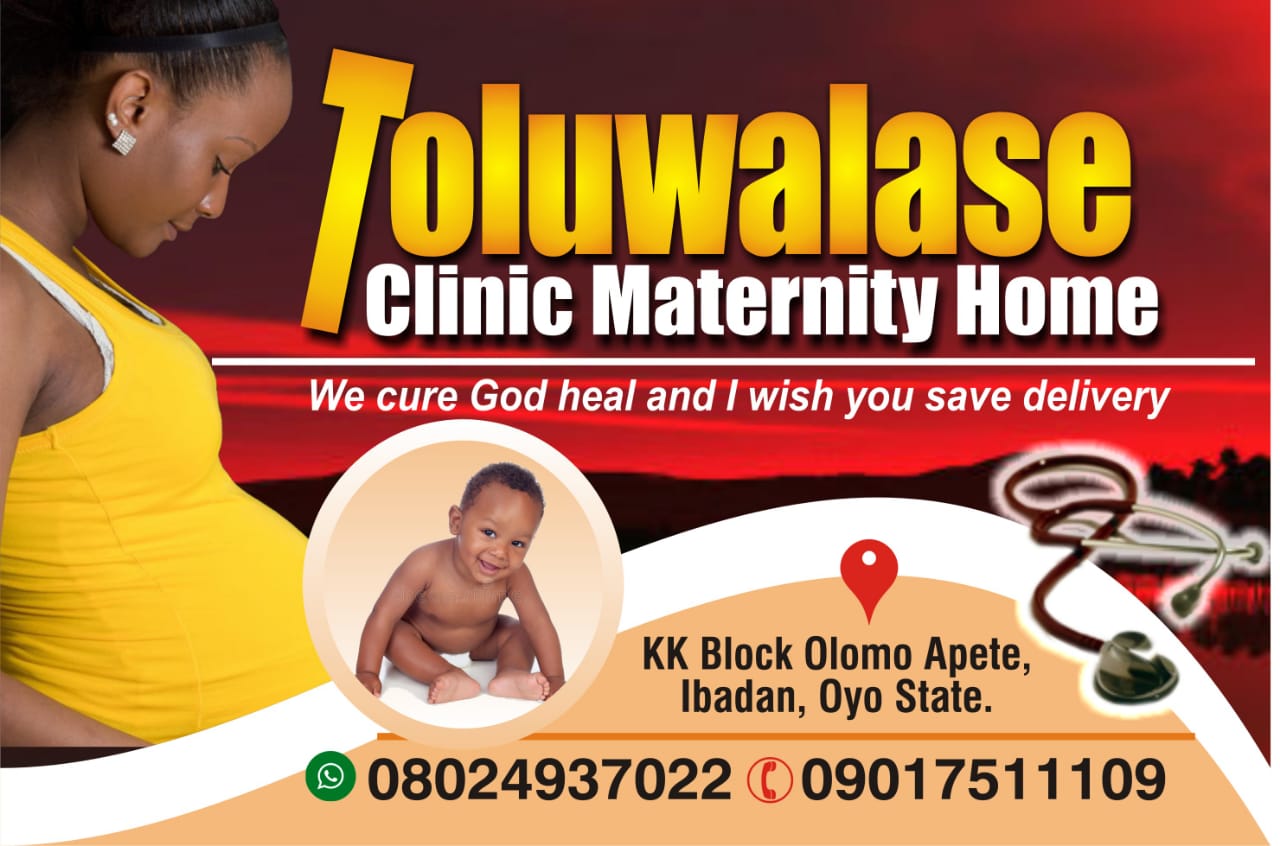 Toluwalase
Clinic Maternity Home
We cure God heal and I wish you save delivery
KK Block Olomo Apete,
Ibadan, Oyo State.
08024937022 09017511109